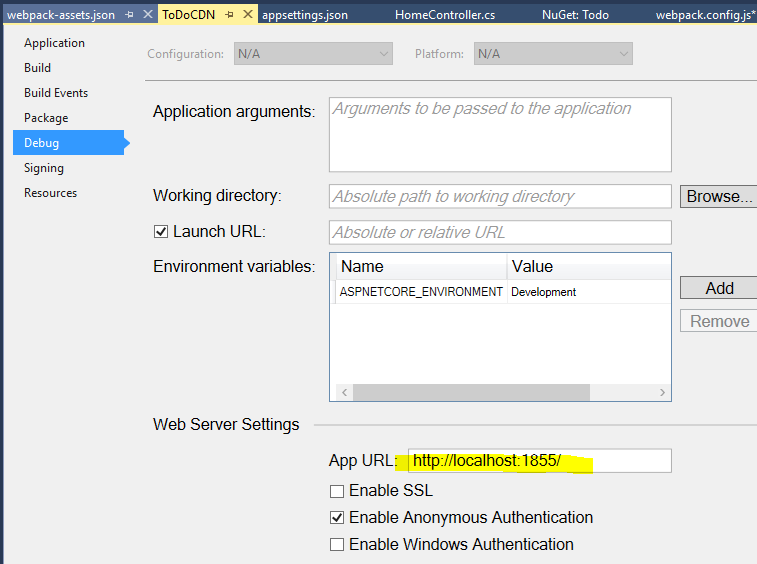 webpack-assets.json ToDoCDN appsettings.json HomeController.cs NuGet: Todo webpack.config.js*
Application
Build
Build Events
Package
Debug
Signing
Resources
Configuration: N/A Platform: N/A
Application arguments: Arguments to be passed to the application
Working directory: Absolute path to working directory Browse...
Launch URL: Absolute or relative URL
Environment variables: Name Value
ASPNETCORE_ENVIRONMENT Development
Add
Remove
Web Server Settings
App URL: http://localhost:1855/
Enable SSL
Enable Anonymous Authentication
Enable Windows Authentication